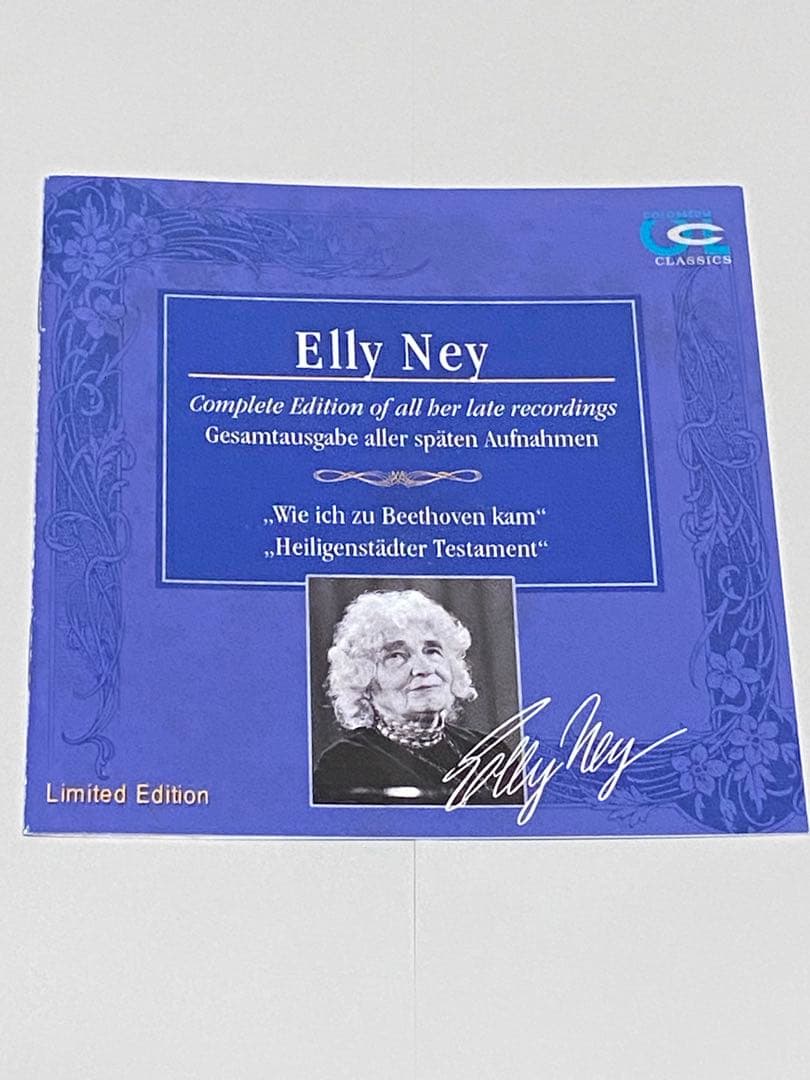 COLOSSEUM
CLASSICS
Elly Ney
Complete Edition of all her late recordings
Gesamtausgabe aller späten Aufnahmen
„Wie ich zu Beethoven kam“
„Heiligenstädter Testament“
Elly Ney
Limited Edition